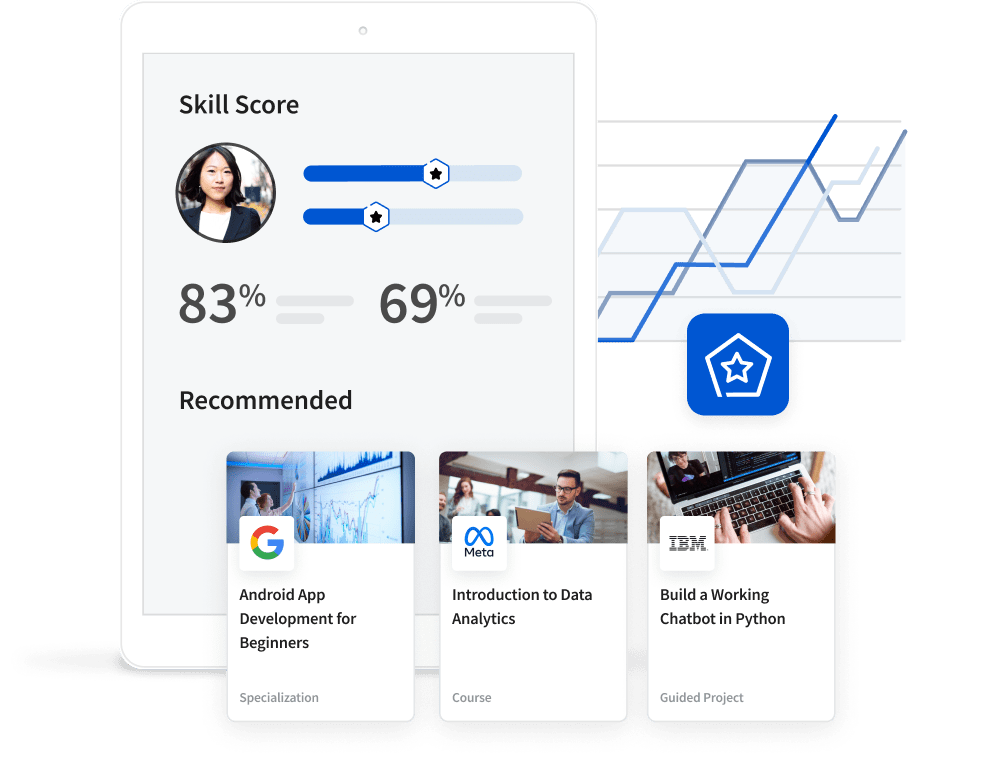 Skill Score
83%
69%
Recommended
Android App
Development for
Beginners
Specialization
Meta
Introduction to Data
Analytics
Course
IBM
Build a Working
Chatbot in Python
Guided Project